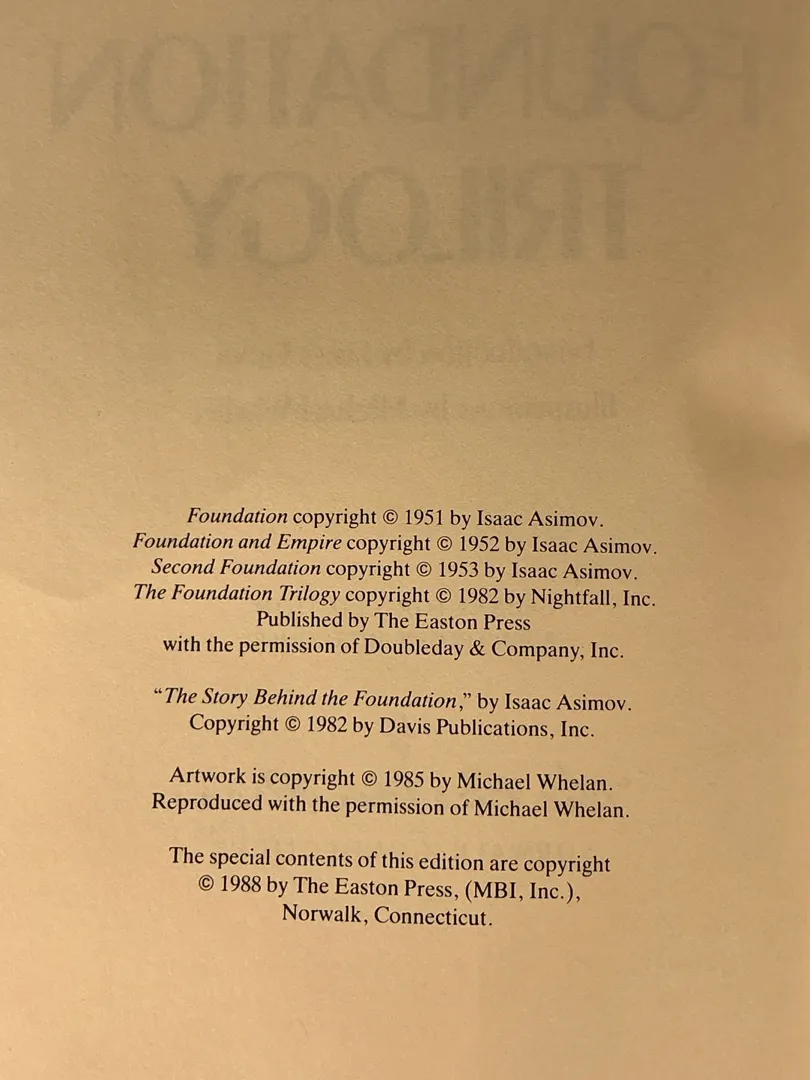 FOUNDATION
TRILOGY
Foundation copyright © 1951 by Isaac Asimov.
Foundation and Empire copyright © 1952 by Isaac Asimov.
Second Foundation copyright © 1953 by Isaac Asimov.
The Foundation Trilogy copyright © 1982 by Nightfall, Inc.
Published by The Easton Press
with the permission of Doubleday & Company, Inc.
“The Story Behind the Foundation,” by Isaac Asimov.
Copyright © 1982 by Davis Publications, Inc.
Artwork is copyright © 1985 by Michael Whelan.
Reproduced with the permission of Michael Whelan.
The special contents of this edition are copyright
© 1988 by The Easton Press, (MBI, Inc.),
Norwalk, Connecticut.